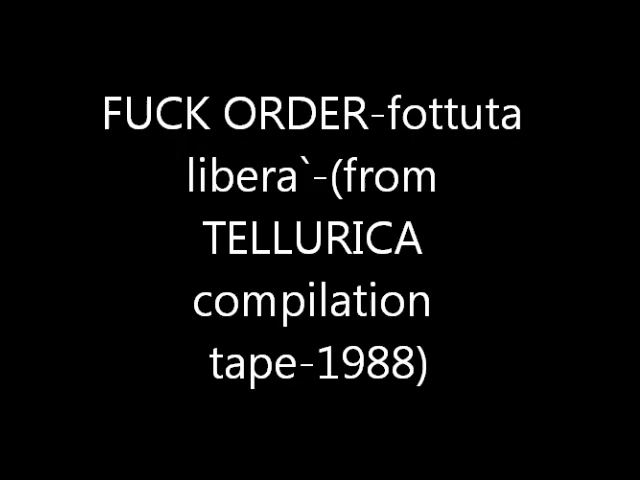 FUCK ORDER-fottuta
libera`-(from
TELLURICA
compilation
tape-1988)